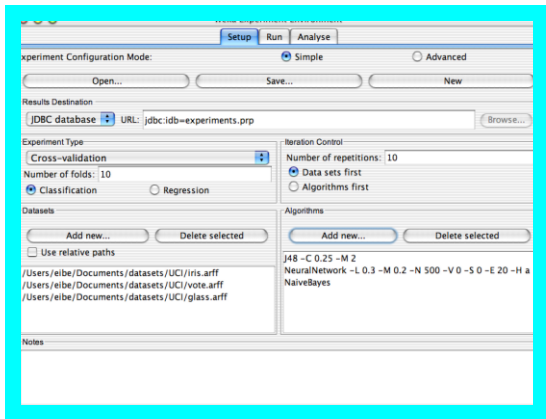 Weka Experiment Environment
Setup Run Analyse
xperiment Configuration Mode: Simple Advanced
Open... Save... New
Results Destination
JDBC database URL: jdbc:idb=experiments.prp Browse...
Experiment Type
Cross-validation
Number of folds: 10
Classification Regression
Iteration Control
Number of repetitions: 10
Data sets first
Algorithms first
Datasets
Add new... Delete selected
Use relative paths
/Users/eibe/Documents/datasets/UCI/iris.arff
/Users/eibe/Documents/datasets/UCI/vote.arff
/Users/eibe/Documents/datasets/UCI/glass.arff
Algorithms
Add new... Delete selected
J48 -C 0.25 -M 2
NeuralNetwork -L 0.3 -M 0.2 -N 500 -V 0 -S 0 -E 20 -H a
NaiveBayes
Notes